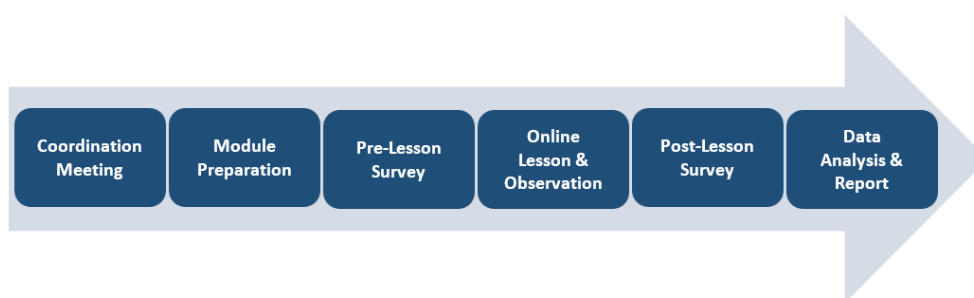 Coordination
Meeting
Module
Preparation
Pre-Lesson
Survey
Online
Lesson &
Observation
Post-Lesson
Survey
Data
Analysis &
Report